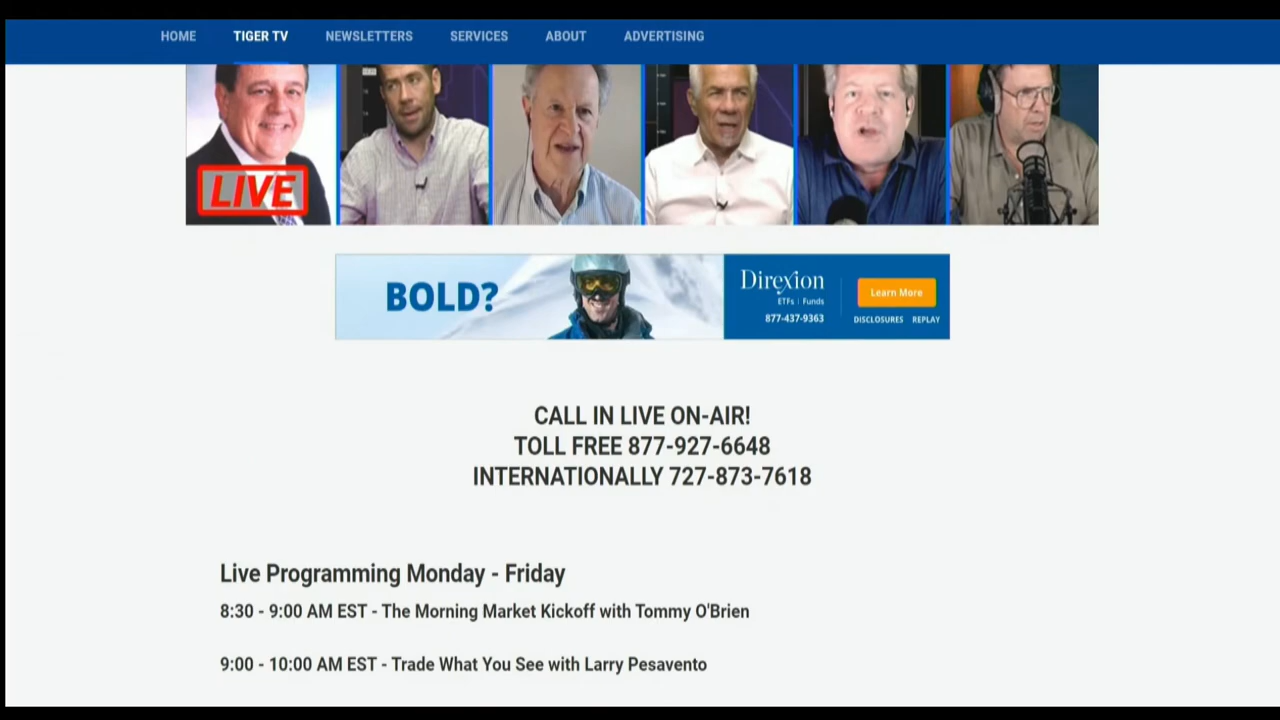 HOME TIGER TV NEWSLETTERS SERVICES ABOUT ADVERTISING
LIVE
BOLD?
Direxion
ETFs | Funds
877-437-9363
Learn More
DISCLOSURES REPLAY
CALL IN LIVE ON-AIR!
TOLL FREE 877-927-6648
INTERNATIONALLY 727-873-7618
Live Programming Monday - Friday
8:30 - 9:00 AM EST - The Morning Market Kickoff with Tommy O'Brien
9:00 - 10:00 AM EST - Trade What You See with Larry Pesavento